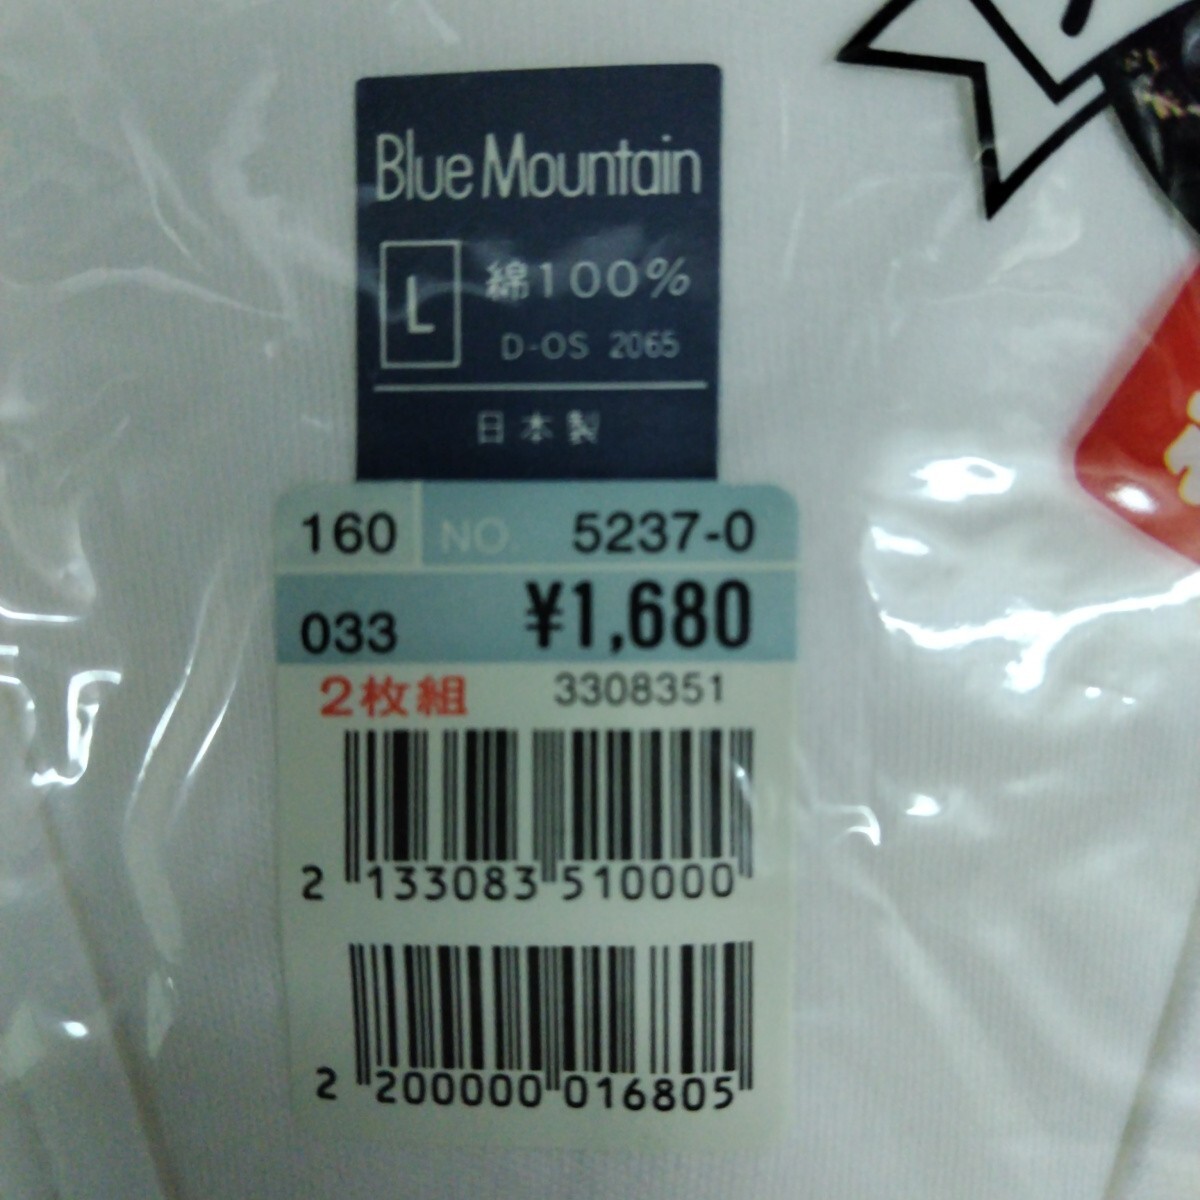 Blue Mountain
L 綿100%
D-OS 2065
日本製
160 NO. 5237-0
033 ¥1,680
2枚組 3308351
2 133083 510000
2 200000 016805